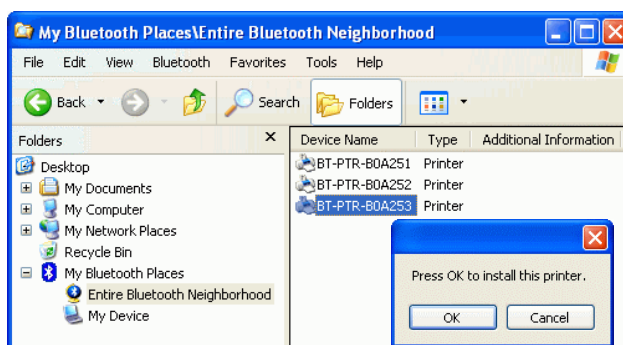 My Bluetooth Places\Entire Bluetooth Neighborhood
File Edit View Bluetooth Favorites Tools Help
Back Search Folders
Folders x Device Name Type Additional Information
Desktop
My Documents
My Computer
My Network Places
Recycle Bin
My Bluetooth Places
Entire Bluetooth Neighborhood
My Device
BT-PTR-B0A251 Printer
BT-PTR-B0A252 Printer
BT-PTR-B0A253 Printer
Press OK to install this printer.
OK Cancel